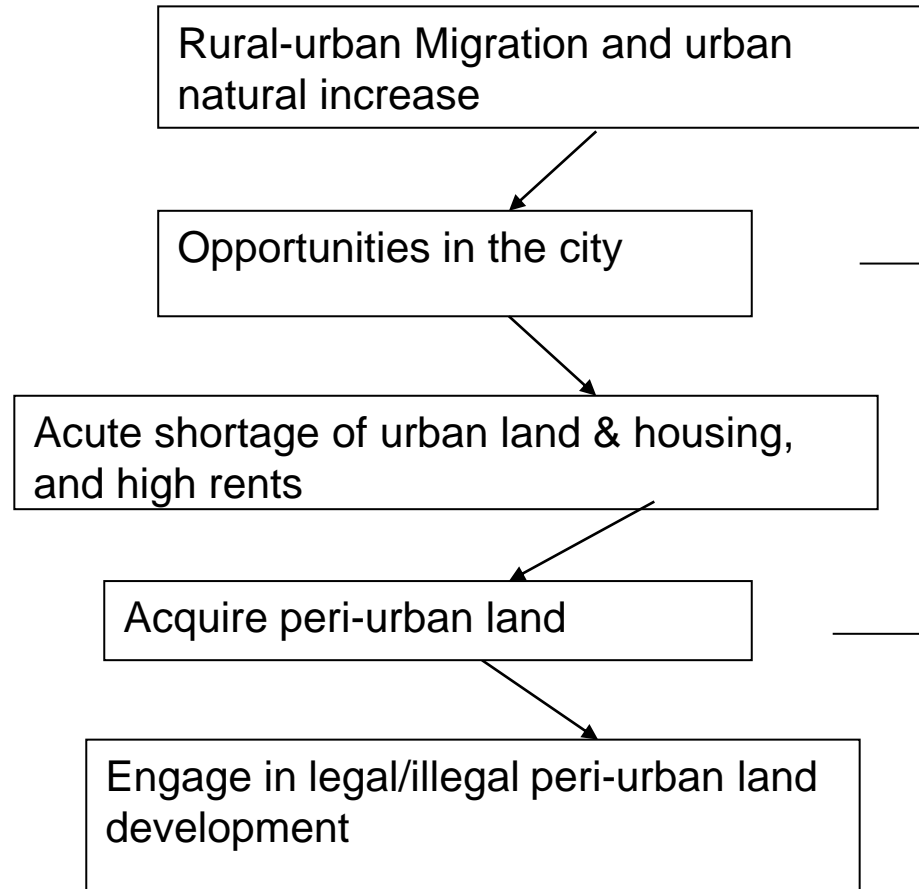 Rural-urban Migration and urban
natural increase
Opportunities in the city
Acute shortage of urban land & housing,
and high rents
Acquire peri-urban land
Engage in legal/illegal peri-urban land
development